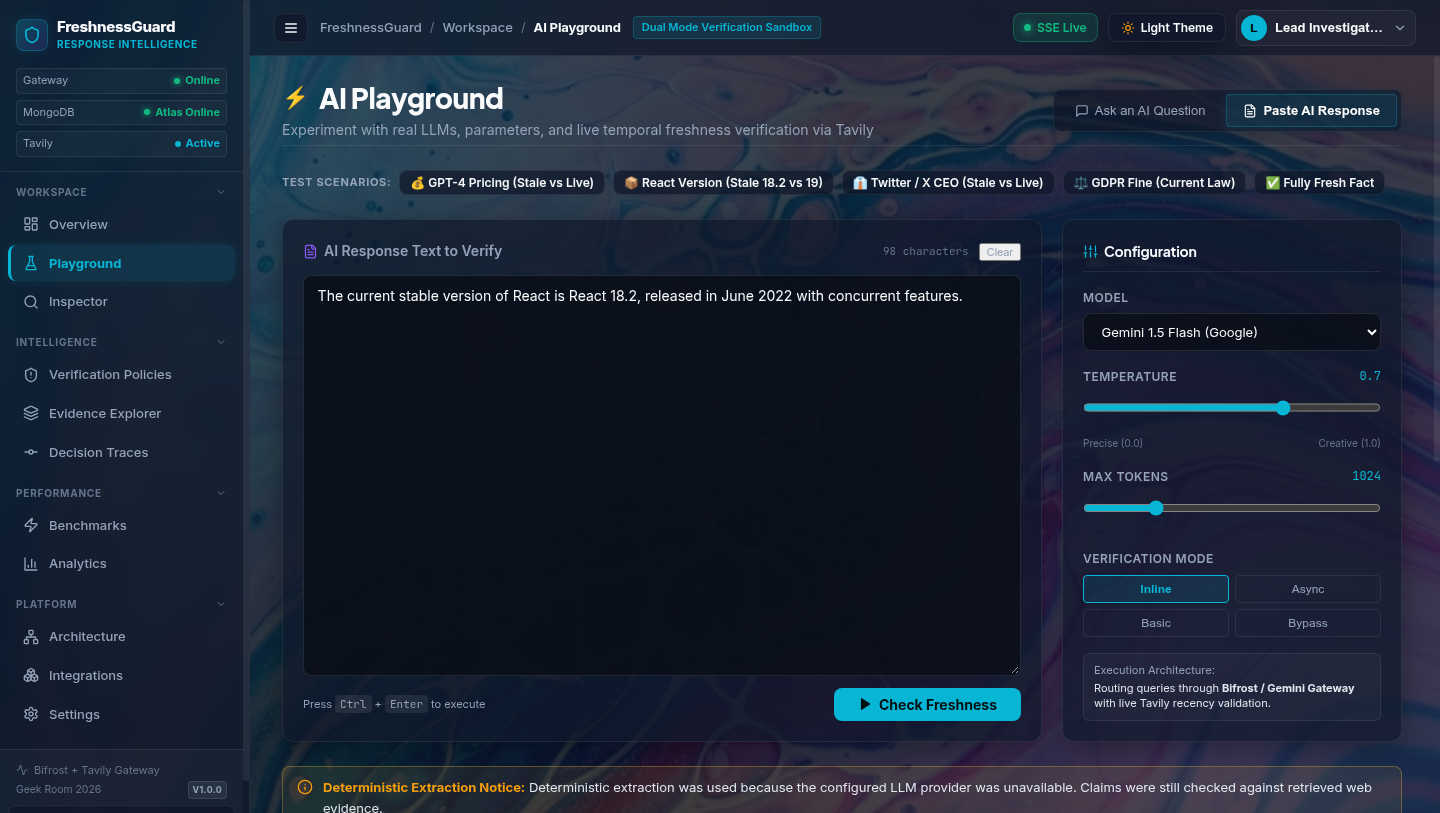 FreshnessGuard
RESPONSE INTELLIGENCE
Gateway
Online
MongoDB
Atlas Online
Tavily
Active
WORKSPACE
Overview
Playground
Inspector
INTELLIGENCE
Verification Policies
Evidence Explorer
Decision Traces
PERFORMANCE
Benchmarks
Analytics
PLATFORM
Architecture
Integrations
Settings
Bifrost + Tavily Gateway
Geek Room 2026
V1.0.0
FreshnessGuard / Workspace / AI Playground
Dual Mode Verification Sandbox
SSE Live
Light Theme
L
Lead Investigat...
⚡ AI Playground
Experiment with real LLMs, parameters, and live temporal freshness verification via Tavily
Ask an AI Question
Paste AI Response
TEST SCENARIOS:
💰 GPT-4 Pricing (Stale vs Live)
📦 React Version (Stale 18.2 vs 19)
👔 Twitter / X CEO (Stale vs Live)
⚖️ GDPR Fine (Current Law)
✅ Fully Fresh Fact
AI Response Text to Verify
98 characters
Clear
The current stable version of React is React 18.2, released in June 2022 with concurrent features.
Press Ctrl + Enter to execute
Check Freshness
Configuration
MODEL
Gemini 1.5 Flash (Google)
TEMPERATURE
0.7
Precise (0.0)
Creative (1.0)
MAX TOKENS
1024
VERIFICATION MODE
Inline
Async
Basic
Bypass
Execution Architecture:
Routing queries through Bifrost / Gemini Gateway
with live Tavily recency validation.
Deterministic Extraction Notice: Deterministic extraction was used because the configured LLM provider was unavailable. Claims were still checked against retrieved web
evidence.